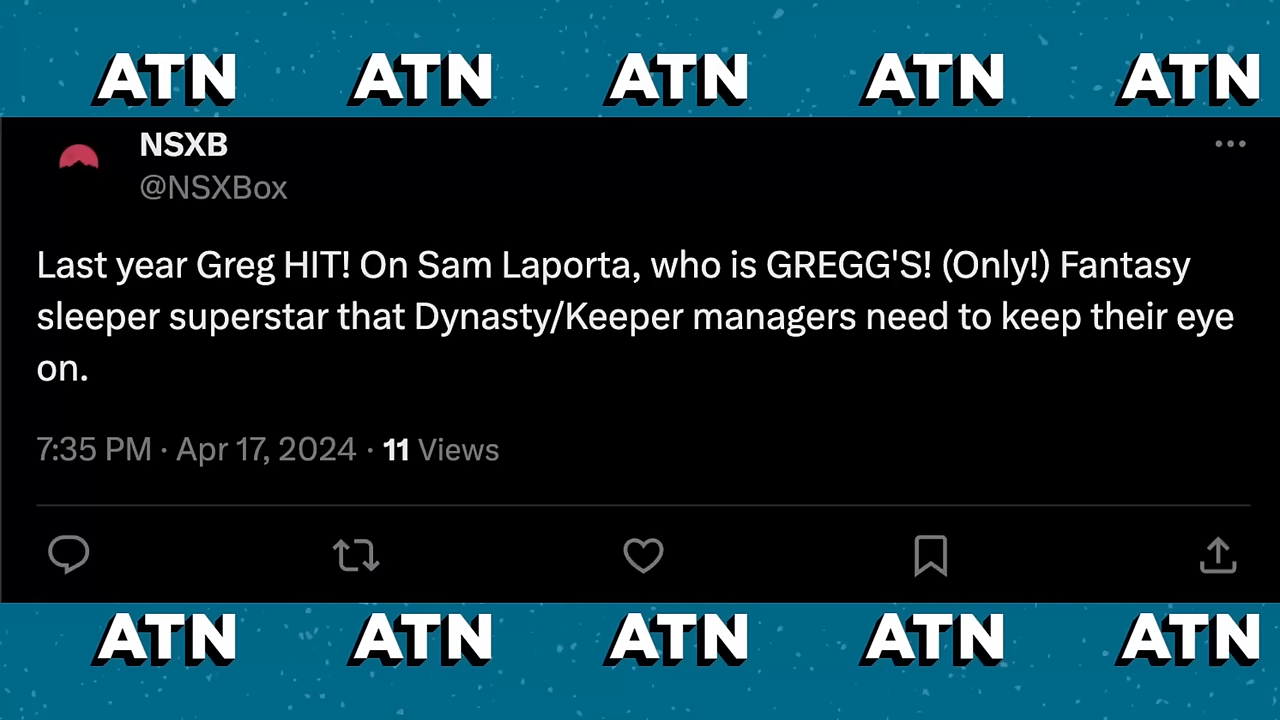 ATN ATN ATN ATN ATN
NSXB
@NSXBox
Last year Greg HIT! On Sam Laporta, who is GREGG'S! (Only!) Fantasy
sleeper superstar that Dynasty/Keeper managers need to keep their eye
on.
7:35 PM · Apr 17, 2024 · 11 Views
ATN ATN ATN ATN ATN